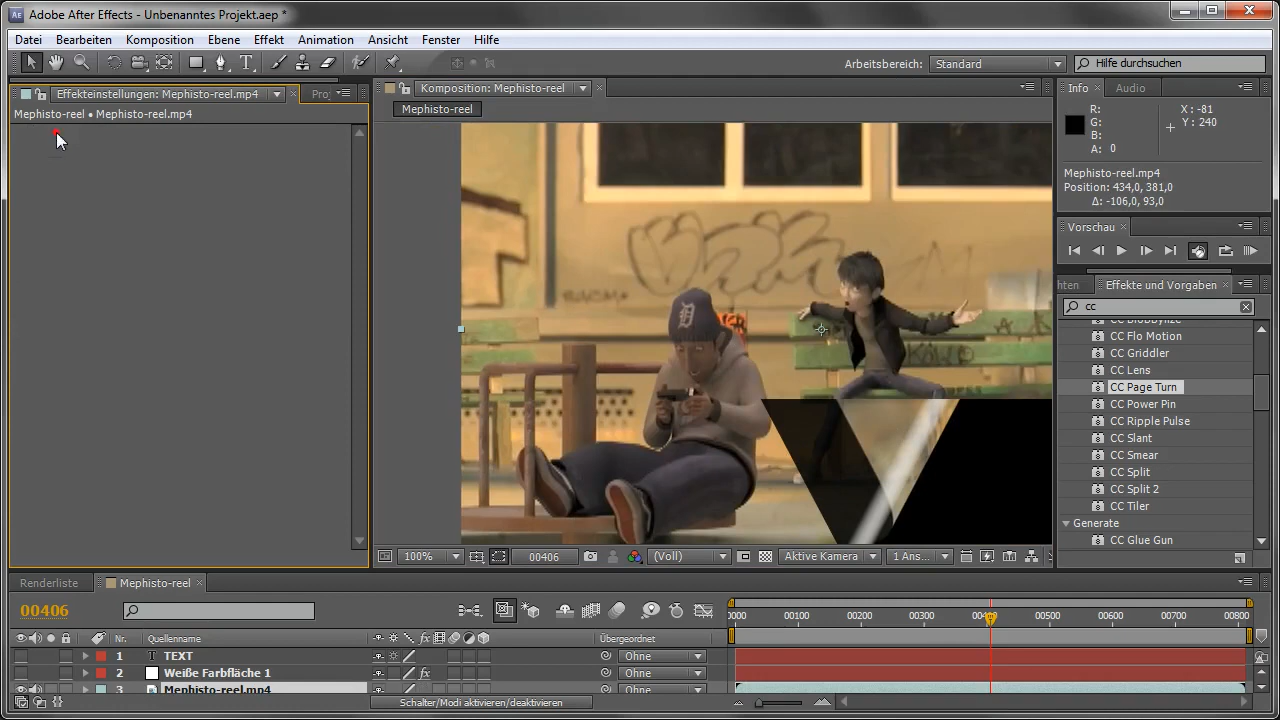 Adobe After Effects - Unbenanntes Projekt.aep *
Datei Bearbeiten Komposition Ebene Effekt Animation Ansicht Fenster Hilfe
Arbeitsbereich: Standard Hilfe durchsuchen
Effekteinstellungen: Mephisto-reel.mp4
Mephisto-reel • Mephisto-reel.mp4
Komposition: Mephisto-reel
Mephisto-reel
Info Audio
R:
G:
B:
A: 0
X: -81
Y: 240
Mephisto-reel.mp4
Position: 434,0, 381,0
Δ: -106,0, 93,0
Vorschau
Effekte und Vorgaben
cc
CC Flo Motion
CC Griddler
CC Lens
CC Page Turn
CC Power Pin
CC Ripple Pulse
CC Slant
CC Smear
CC Split
CC Split 2
CC Tiler
Generate
CC Glue Gun
100% 00406 (Voll) Aktive Kamera 1 Ans...
Renderliste Mephisto-reel
00406
0000 00100 00200 00300 00500 00600 00700 00800
Nr. Quellenname fx Übergeordnet
1 T TEXT Ohne
2 Weiße Farbfläche 1 fx Ohne
3 Mephisto-reel.mp4 Ohne
Schalter/Modi aktivieren/deaktivieren